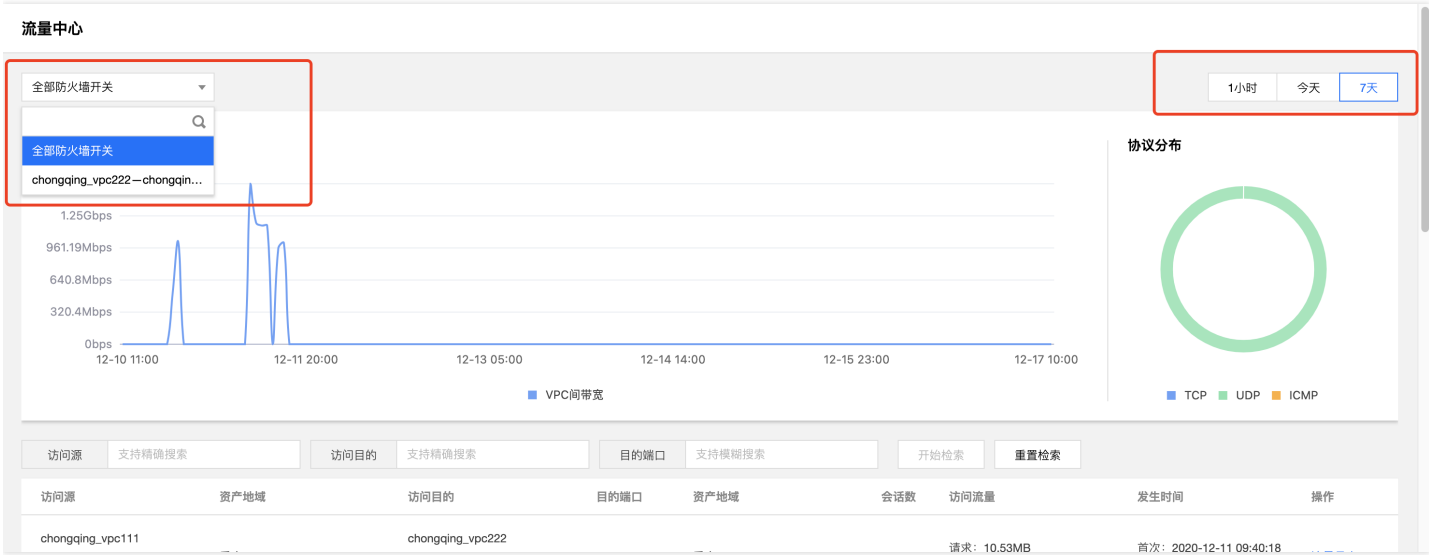 流量中心
全部防火墙开关
1小时 今天 7天
全部防火墙开关
chongqing_vpc222—chongqin...
协议分布
1.25Gbps
961.19Mbps
640.8Mbps
320.4Mbps
0bps
12-10 11:00 12-11 20:00 12-13 05:00 12-14 14:00 12-15 23:00 12-17 10:00
VPC间带宽
TCP UDP ICMP
访问源 支持精确搜索 访问目的 支持精确搜索 目的端口 支持模糊搜索 开始检索 重置检索
访问源 资产地域 访问目的 目的端口 资产地域 会话数 访问流量 发生时间 操作
chongqing_vpc111 chongqing_vpc222
请求：10.53MB 首次：2020-12-11 09:40:18